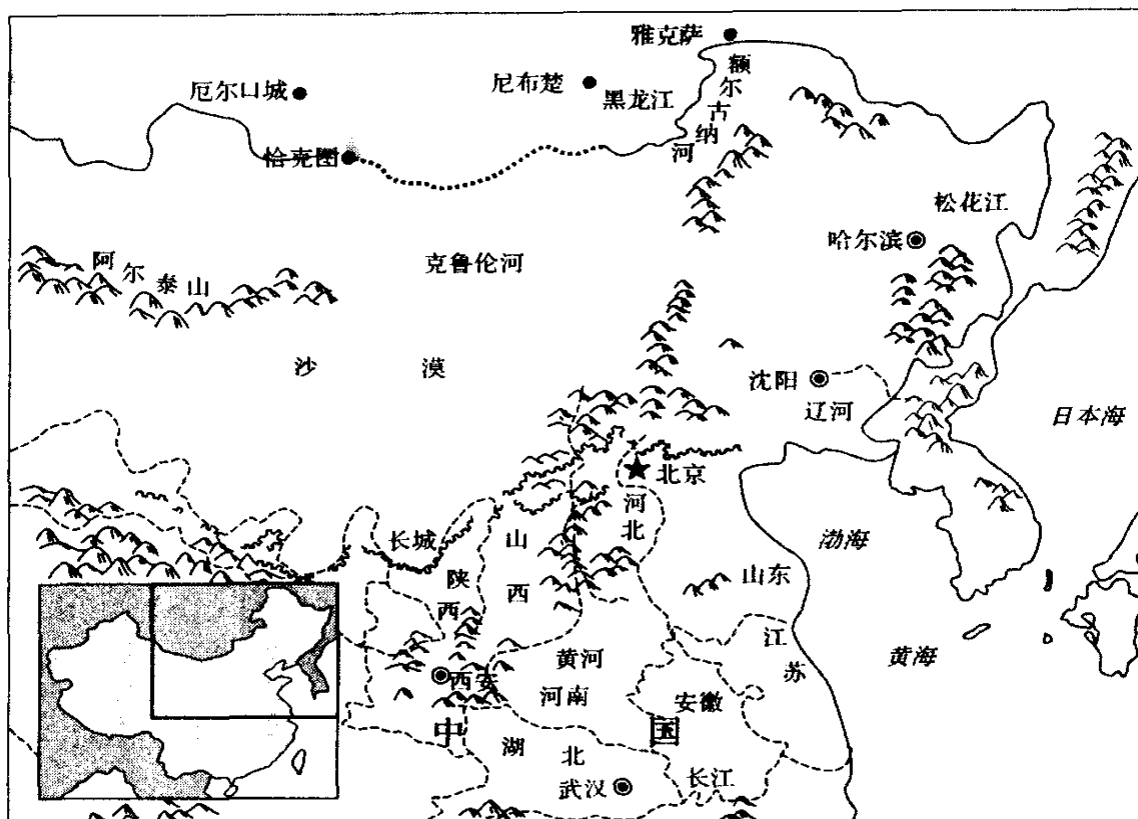 雅克萨
额尔古纳河
尼布楚
厄尔口城
黑龙江
恰克图
松花江
哈尔滨
克鲁伦河
阿尔泰山
沙漠
沈阳
辽河
日本海
北京
河北
长城
山西
渤海
陕西
山东
江苏
黄河
黄海
西安
河南
安徽
中国
湖北
武汉
长江